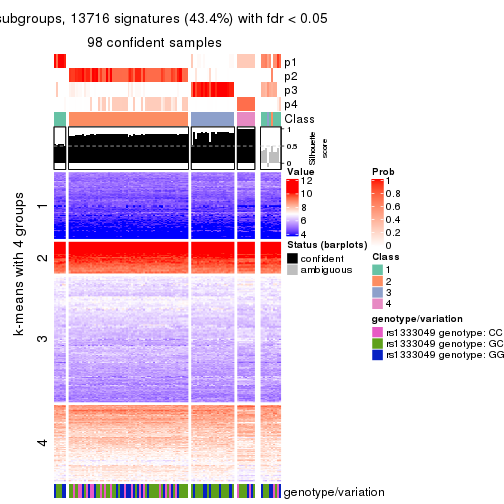 subgroups, 13716 signatures (43.4%) with fdr < 0.05
98 confident samples
p1
p2
p3
p4
Class
1
0.5
0
Silhouette
score
k-means with 4 groups
1
2
3
4
Value
12
10
8
6
4
Status (barplots)
confident
ambiguous
Prob
1
0.8
0.6
0.4
0.2
0
Class
1
2
3
4
genotype/variation
rs1333049 genotype: CC
rs1333049 genotype: GC
rs1333049 genotype: GG
genotype/variation